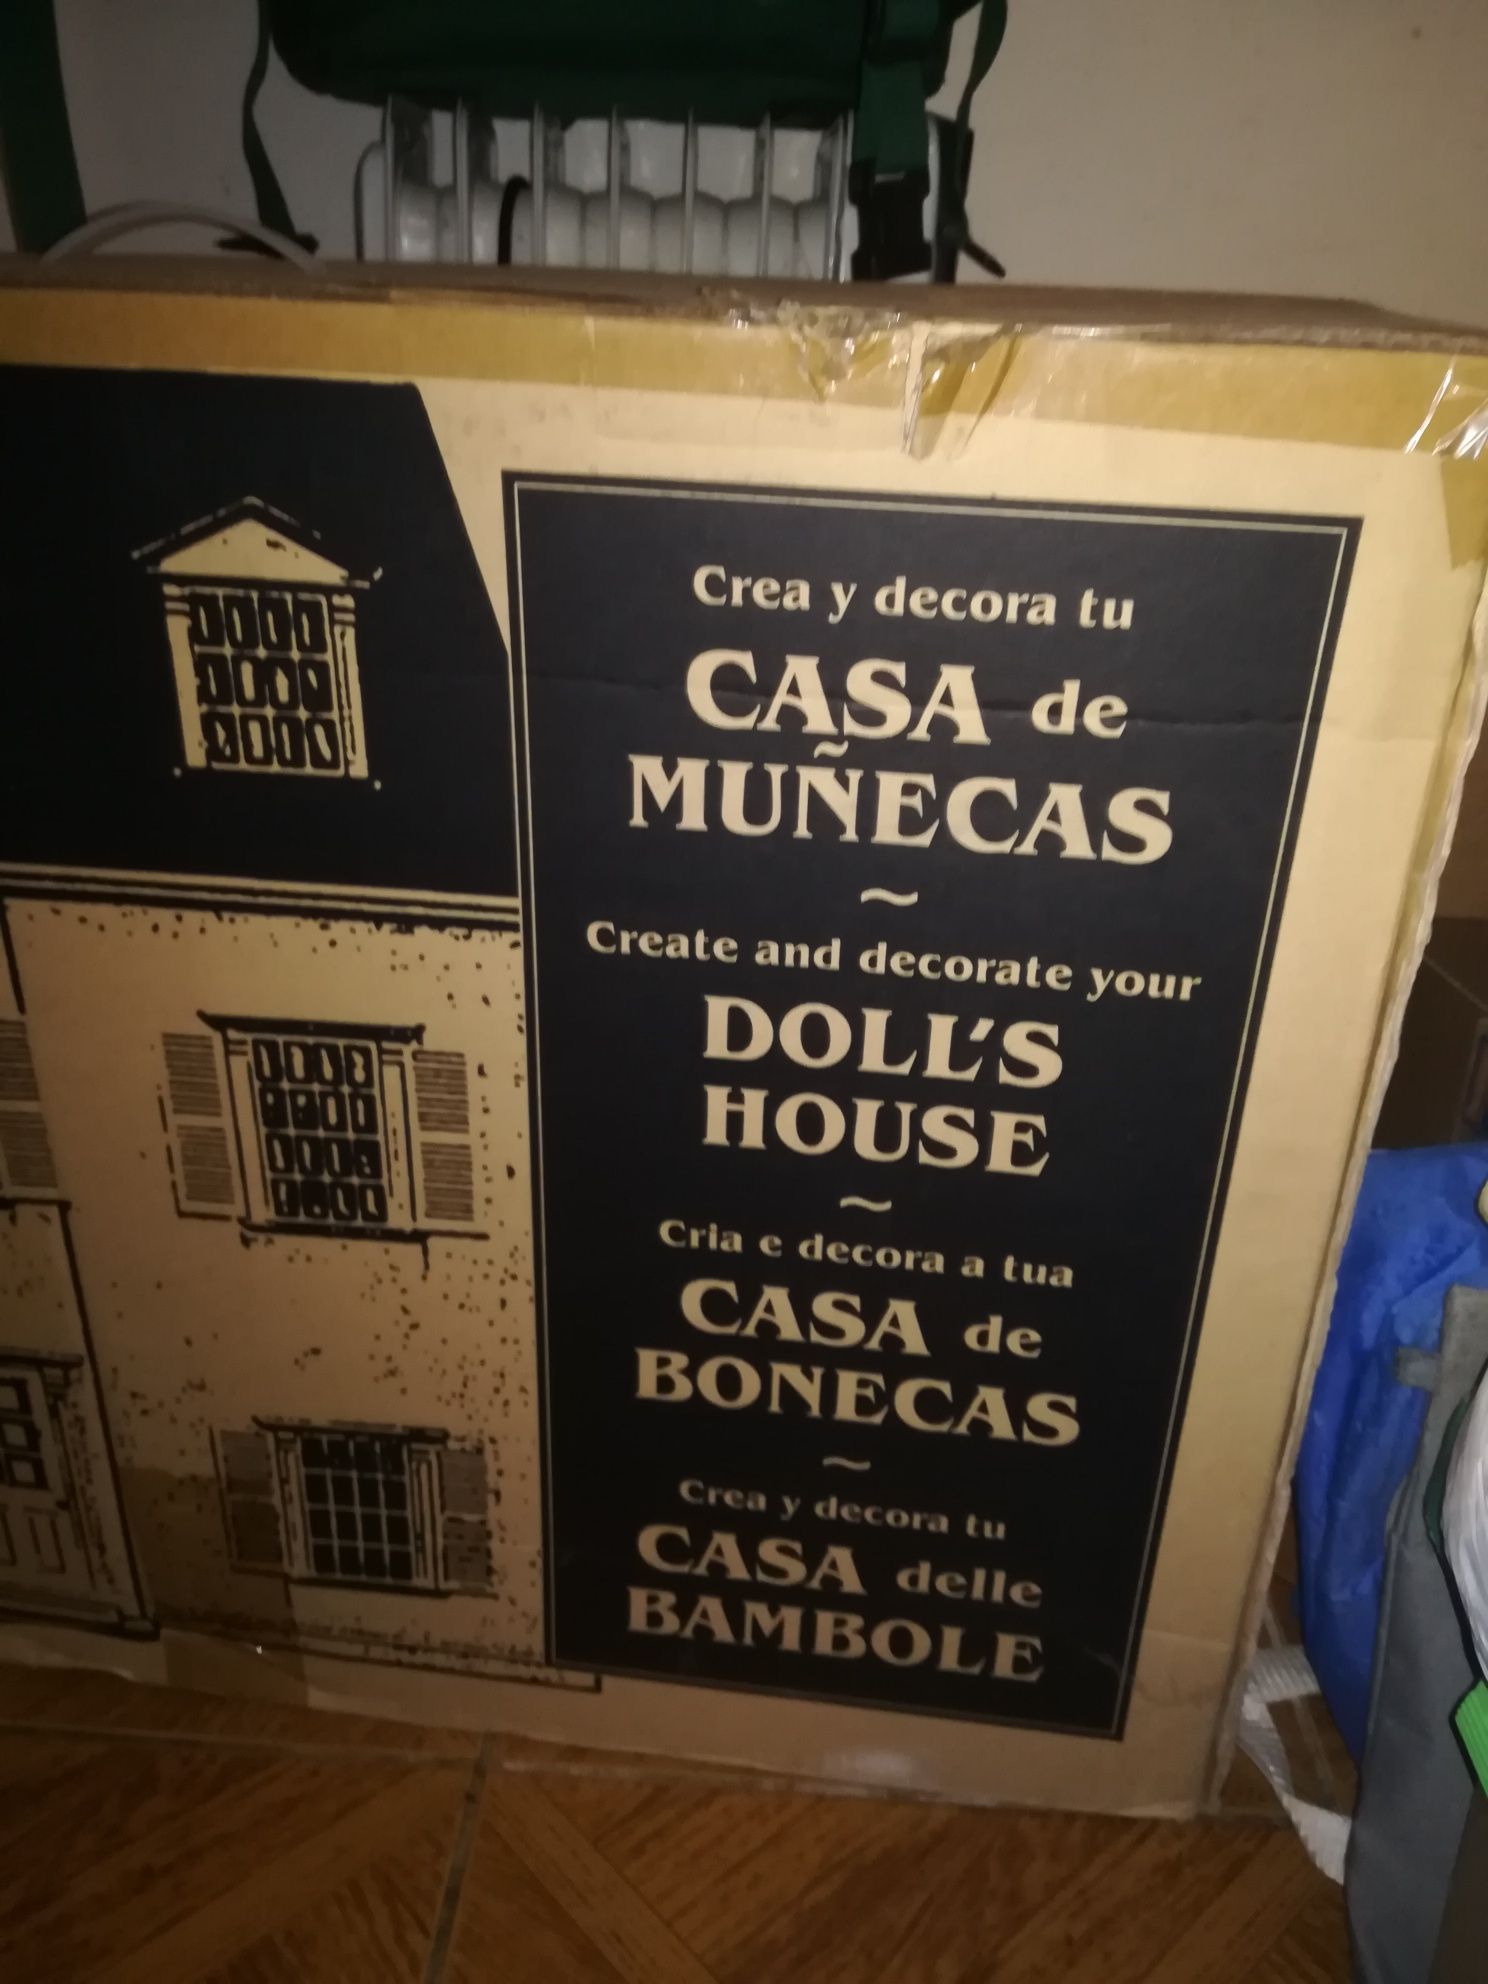 Crea y decora tu
CASA de
MUÑECAS
~
Create and decorate your
DOLL'S
HOUSE
~
Cria e decora a tua
CASA de
BONECAS
~
Crea y decora tu
CASA delle
BAMBOLE